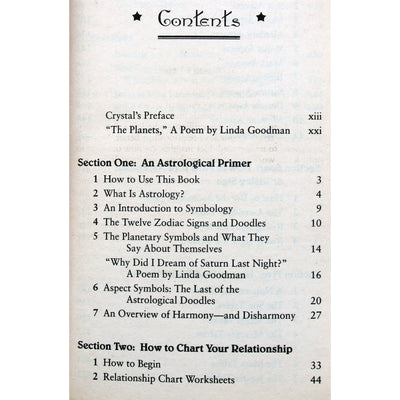 Contents
Crystal's Preface xiii
"The Planets," A Poem by Linda Goodman xxi
Section One: An Astrological Primer
1 How to Use This Book 3
2 What Is Astrology? 4
3 An Introduction to Symbology 9
4 The Twelve Zodiac Signs and Doodles 10
5 The Planetary Symbols and What They
Say About Themselves 14
"Why Did I Dream of Saturn Last Night?"
A Poem by Linda Goodman 16
6 Aspect Symbols: The Last of the
Astrological Doodles 20
7 An Overview of Harmony—and Disharmony 27
Section Two: How to Chart Your Relationship
1 How to Begin 33
2 Relationship Chart Worksheets 44